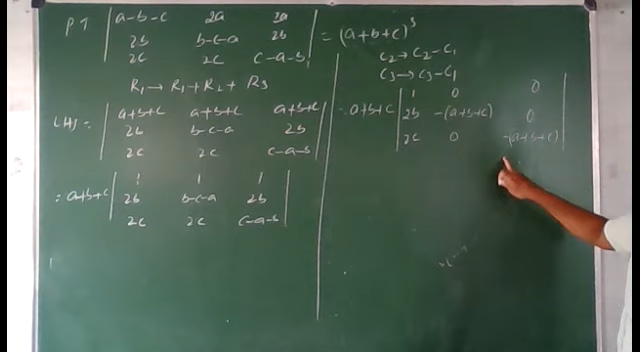 PT | a-b-c 2a 2a |
| 2b b-c-a 2b | = (a+b+c)³
| 2c 2c c-a-b |
R₁ → R₁ + R₂ + R₃
LHS = | a+b+c a+b+c a+b+c |
| 2b b-c-a 2b |
| 2c 2c c-a-b |
= a+b+c | 1 1 1 |
| 2b b-c-a 2b |
| 2c 2c c-a-b |
C₂ → C₂ - C₁
C₃ → C₃ - C₁
| 1 0 0 |
= a+b+c | 2b -(a+b+c) 0 |
| 2c 0 -(a+b+c) |